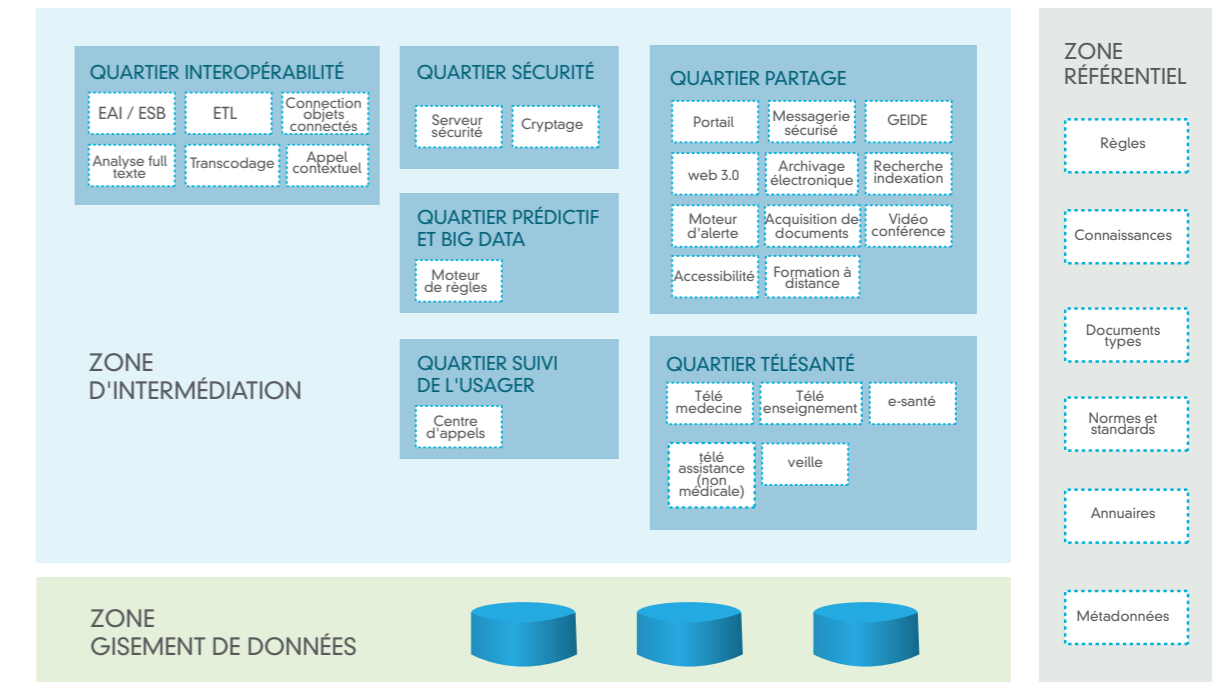 QUARTIER INTEROPÉRABILITÉ
EAI / ESB
ETL
Connection
objets
connectés
Analyse full
texte
Transcodage
Appel
contextuel
QUARTIER SÉCURITÉ
Serveur
sécurité
Cryptage
QUARTIER PRÉDICTIF
ET BIG DATA
Moteur
de règles
QUARTIER SUIVI
DE L'USAGER
Centre
d'appels
QUARTIER PARTAGE
Portail
Messagerie
sécurisé
GEIDE
web 3.0
Archivage
électronique
Recherche
indexation
Moteur
d'alerte
Acquisition de
documents
Vidéo
conférence
Accessibilité
Formation à
distance
QUARTIER TÉLÉSANTÉ
Télé
medecine
Télé
enseignement
e-santé
télé
assistance
(non
médicale)
veille
ZONE
D'INTERMÉDIATION
ZONE
GISEMENT DE DONNÉES
ZONE
RÉFÉRENTIEL
Règles
Connaissances
Documents
types
Normes et
standards
Annuaires
Métadonnées